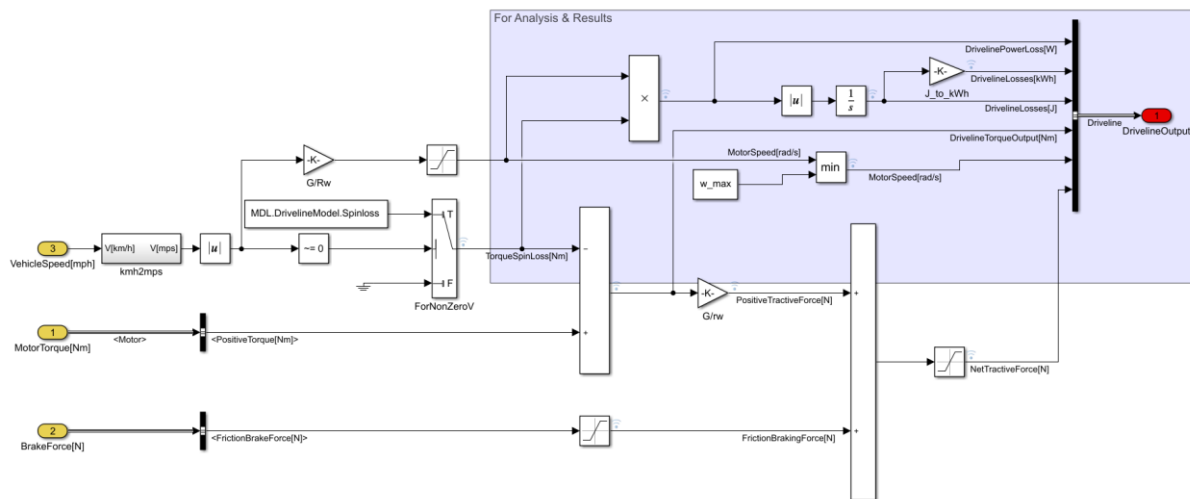 For Analysis & Results
DrivelinePowerLoss[W]
-K-
DrivelineLosses[kWh]
×
|u|
1
s
J_to_kWh
DrivelineLosses[J]
1
Driveline
DrivelineOutput
DrivelineTorqueOutput[Nm]
-K-
G/Rw
MotorSpeed[rad/s]
min
MotorSpeed[rad/s]
w_max
MDL.DrivelineModel.Spinloss
T
3
V[km/h]
V[mps]
|u|
~= 0
TorqueSpinLoss[Nm]
−
VehicleSpeed[mph]
kmh2mps
F
ForNonZeroV
-K-
PositiveTractiveForce[N]
+
G/rw
1
<Motor>
<PositiveTorque[Nm]>
+
MotorTorque[Nm]
NetTractiveForce[N]
2
<FrictionBrakeForce[N]>
FrictionBrakingForce[N]
+
BrakeForce[N]